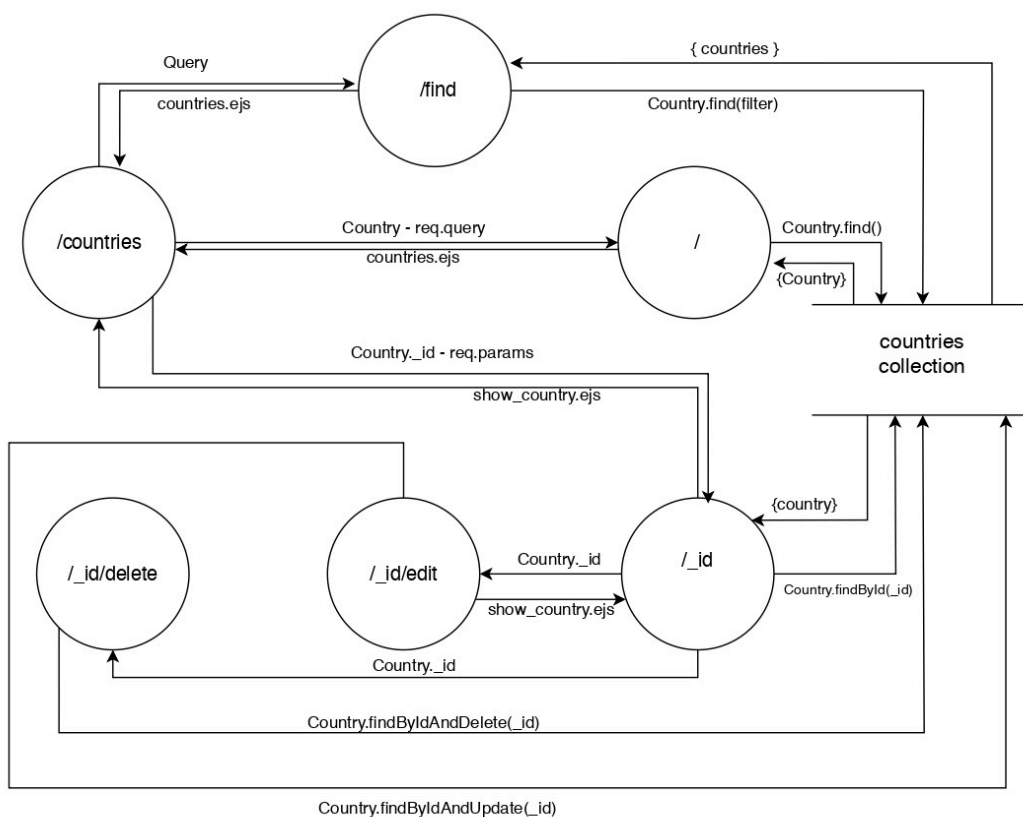 { countries }
Query
/find
countries.ejs
Country.find(filter)
/countries
Country - req.query
countries.ejs
/
Country.find()
{Country}
countries
collection
Country._id - req.params
show_country.ejs
{country}
/_id/delete
/_id/edit
Country._id
show_country.ejs
/_id
Country.findById(_id)
Country._id
Country.findByIdAndDelete(_id)
Country.findByIdAndUpdate(_id)